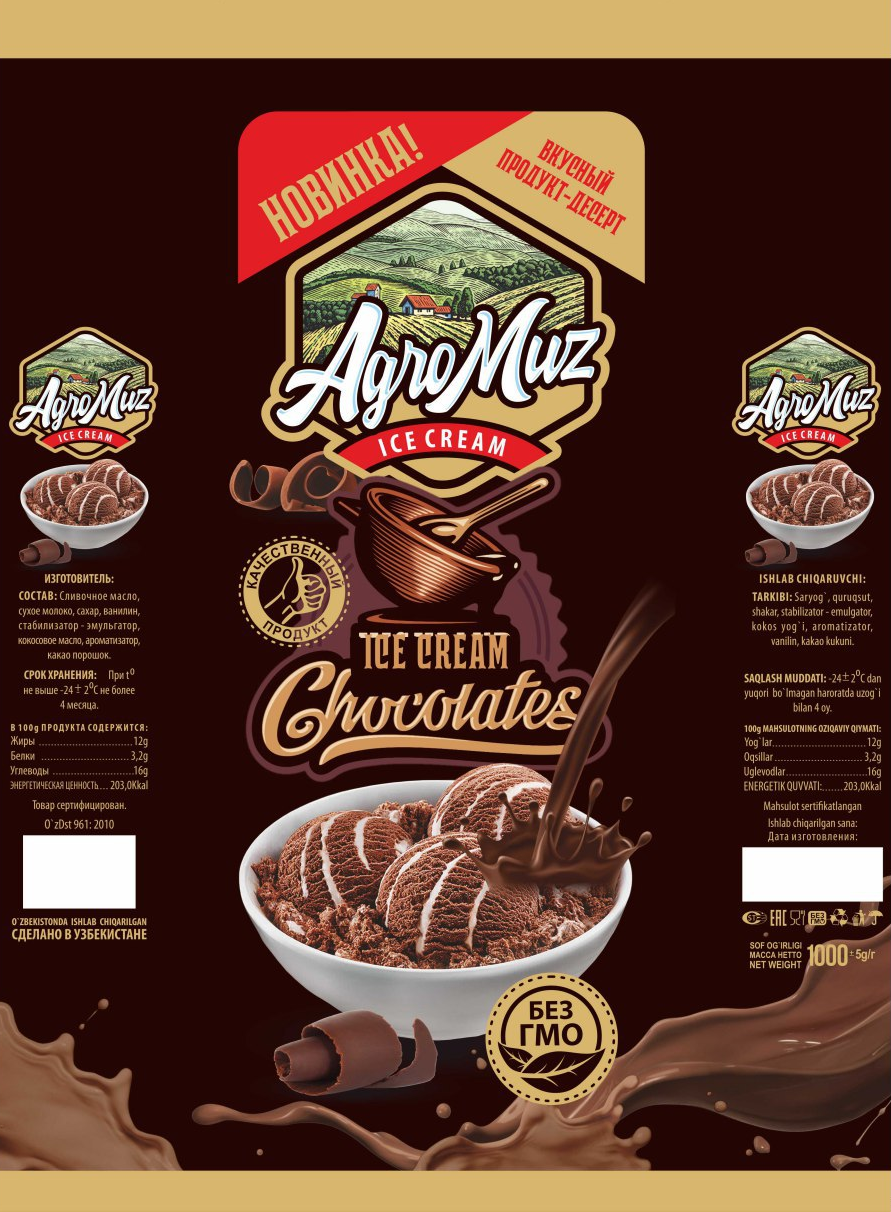 НОВИНКА!
ВКУСНЫЙ
ПРОДУКТ-ДЕСЕРТ
AgroMuz
ICE CREAM
КАЧЕСТВЕННЫЙ
ПРОДУКТ
ICE CREAM
Chocolates
БЕЗ
ГМО
AgroMuz
ICE CREAM
ИЗГОТОВИТЕЛЬ:
СОСТАВ: Сливочное масло,
сухое молоко, сахар, ванилин,
стабилизатор - эмульгатор,
кокосовое масло, ароматизатор,
какао порошок.
СРОК ХРАНЕНИЯ: При t⁰
не выше -24 ± 2⁰C не более
4 месяца.
В 100g ПРОДУКТА СОДЕРЖИТСЯ:
Жиры ........................ 12g
Белки ........................ 3,2g
Углеводы .................... 16g
ЭНЕРГЕТИЧЕСКАЯ ЦЕННОСТЬ.... 203,0Kkal
Товар сертифицирован.
O`zDst 961: 2010
O`ZBEKISTONDA ISHLAB CHIQARILGAN
СДЕЛАНО В УЗБЕКИСТАНЕ
AgroMuz
ICE CREAM
ISHLAB CHIQARUVCHI:
TARKIBI: Saryog`, quruqsut,
shakar, stabilizator - emulgator,
kokos yog`i, aromatizator,
vanilin, kakao kukuni.
SAQLASH MUDDATI: -24 ± 2⁰C dan
yuqori bo`lmagan haroratda uzog`i
bilan 4 oy.
100g MAHSULOTNING OZIQAVIY QIYMATI:
Yog`lar........................ 12g
Oqsillar ....................... 3,2g
Uglevodlar.................... 16g
ENERGETIK QUVVATI:....... 203,0Kkal
Mahsulot sertifikatlangan
Ishlab chiqarilgan sana:
Дата изготовления:
EAC
БЕЗ
ГМО
SOF OG'IRLIGI
МАССА НЕТТО
NET WEIGHT
1000 ± 5g/г